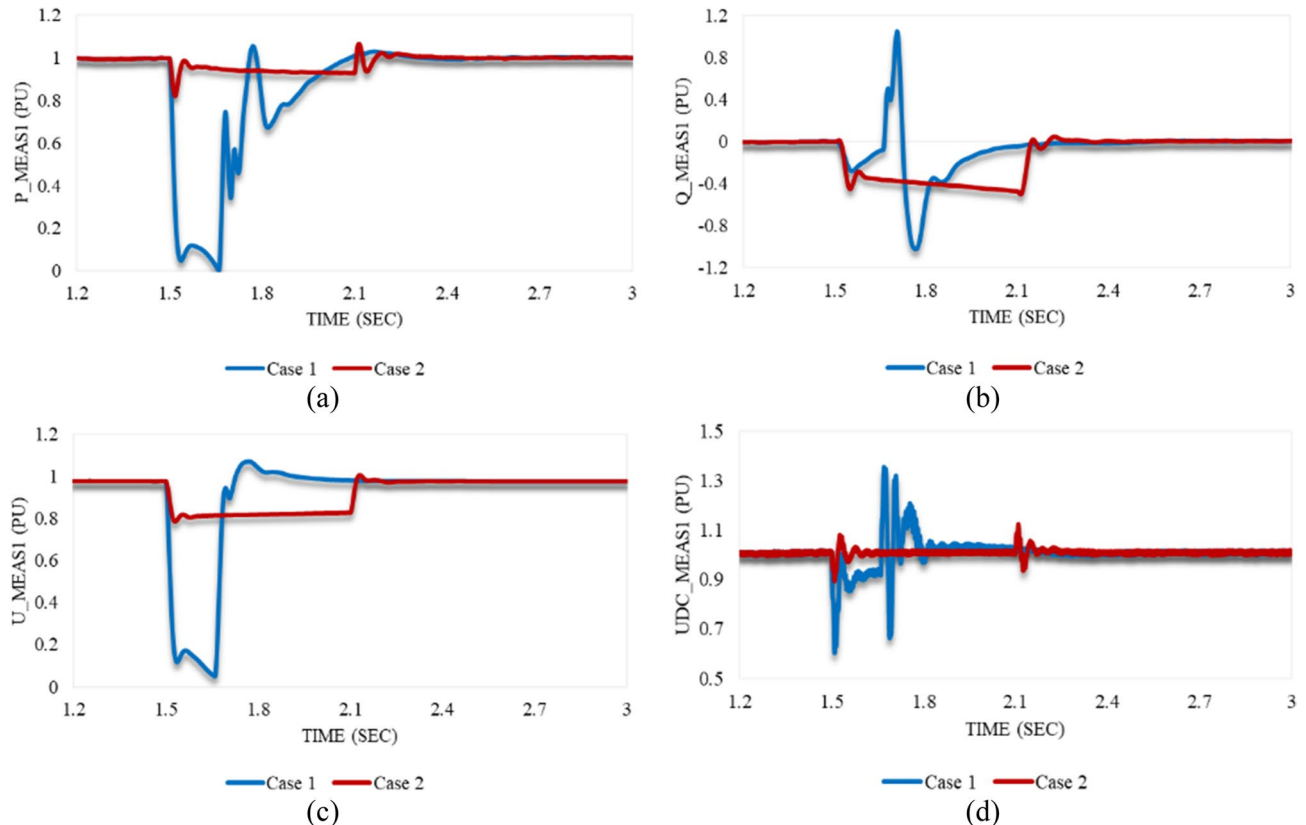 1.2
1
0.8
0.6
0.4
0.2
0
P_MEAS1 (PU)
1.2 1.5 1.8 2.1 2.4 2.7 3
TIME (SEC)
Case 1 Case 2
(a)
1.2
0.8
0.4
0
-0.4
-0.8
-1.2
Q_MEAS1 (PU)
1.2 1.5 1.8 2.1 2.4 2.7 3
TIME (SEC)
Case 1 Case 2
(b)
1.2
1
0.8
0.6
0.4
0.2
0
U_MEAS1 (PU)
1.2 1.5 1.8 2.1 2.4 2.7 3
TIME (SEC)
Case 1 Case 2
(c)
1.5
1.3
1.1
0.9
0.7
0.5
UDC_MEAS1 (PU)
1.2 1.5 1.8 2.1 2.4 2.7 3
TIME (SEC)
Case 1 Case 2
(d)